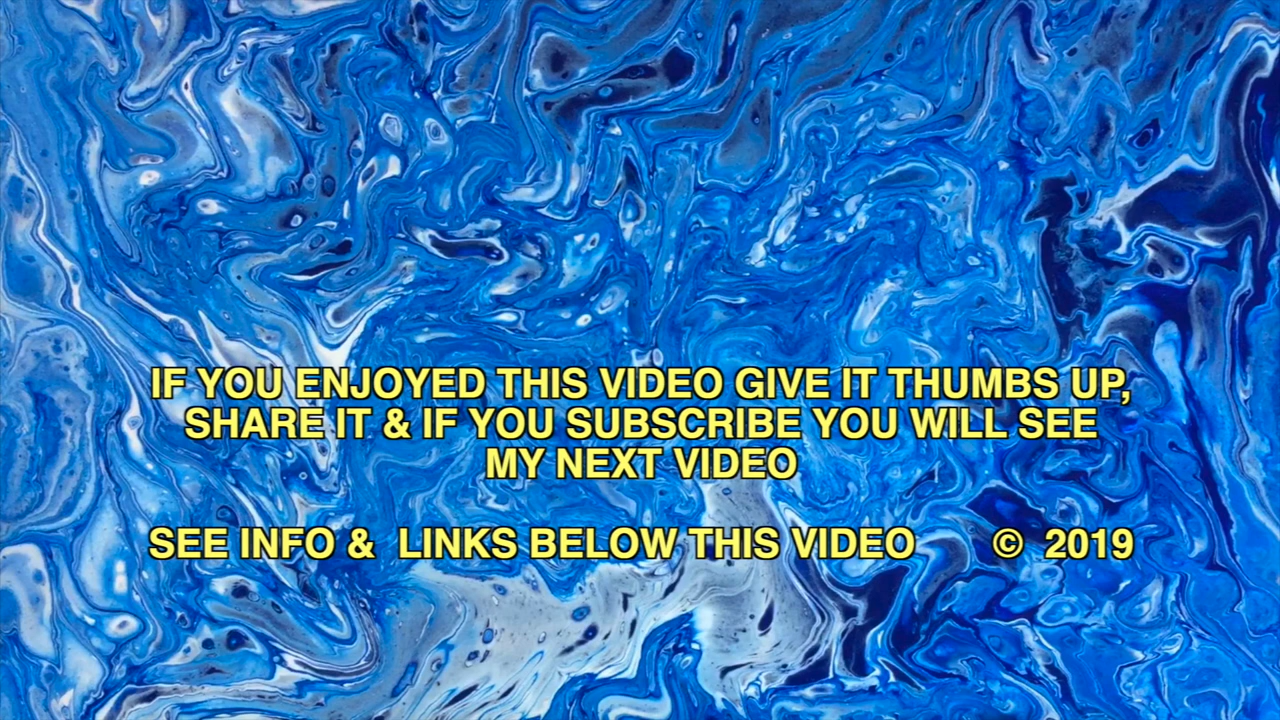 IF YOU ENJOYED THIS VIDEO GIVE IT THUMBS UP,
SHARE IT & IF YOU SUBSCRIBE YOU WILL SEE
MY NEXT VIDEO
SEE INFO & LINKS BELOW THIS VIDEO © 2019